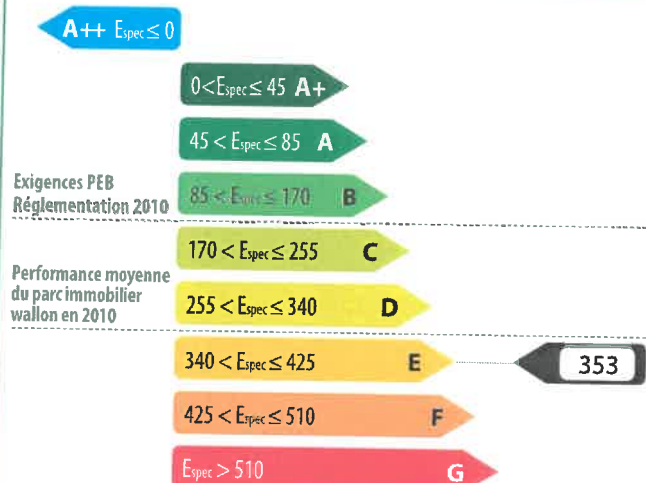 A++ Espec ≤ 0
0 < Espec ≤ 45 A+
45 < Espec ≤ 85 A
Exigences PEB
Réglementation 2010
85 < Espec ≤ 170 B
170 < Espec ≤ 255 C
Performance moyenne
du parc immobilier
wallon en 2010
255 < Espec ≤ 340 D
340 < Espec ≤ 425 E
353
425 < Espec ≤ 510 F
Espec > 510 G